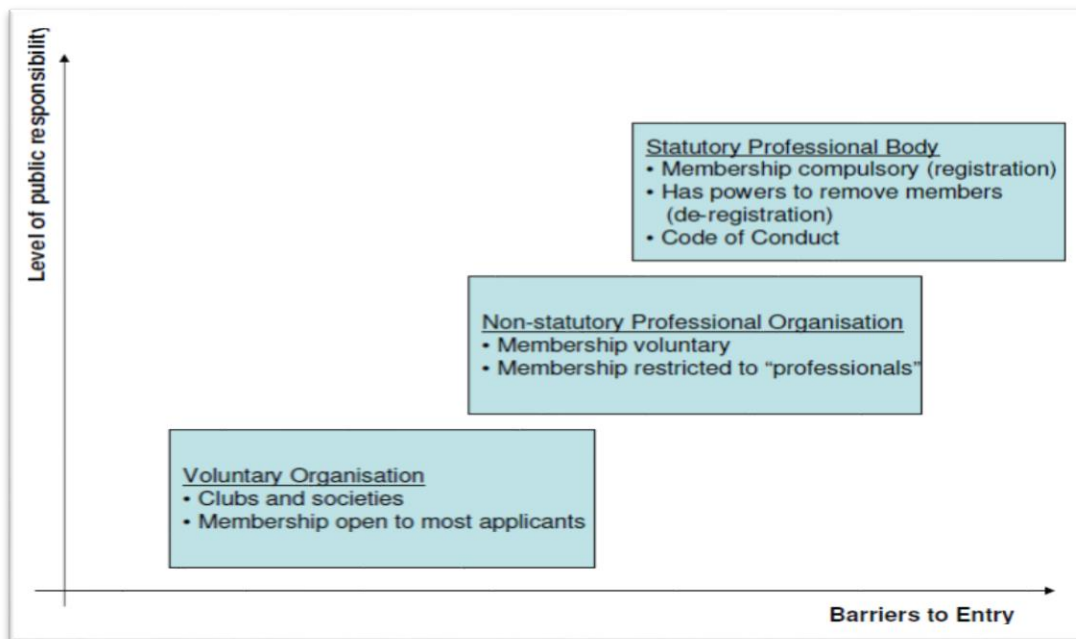 Level of public responsibility
Statutory Professional Body
• Membership compulsory (registration)
• Has powers to remove members
(de-registration)
• Code of Conduct
Non-statutory Professional Organisation
• Membership voluntary
• Membership restricted to “professionals”
Voluntary Organisation
• Clubs and societies
• Membership open to most applicants
Barriers to Entry